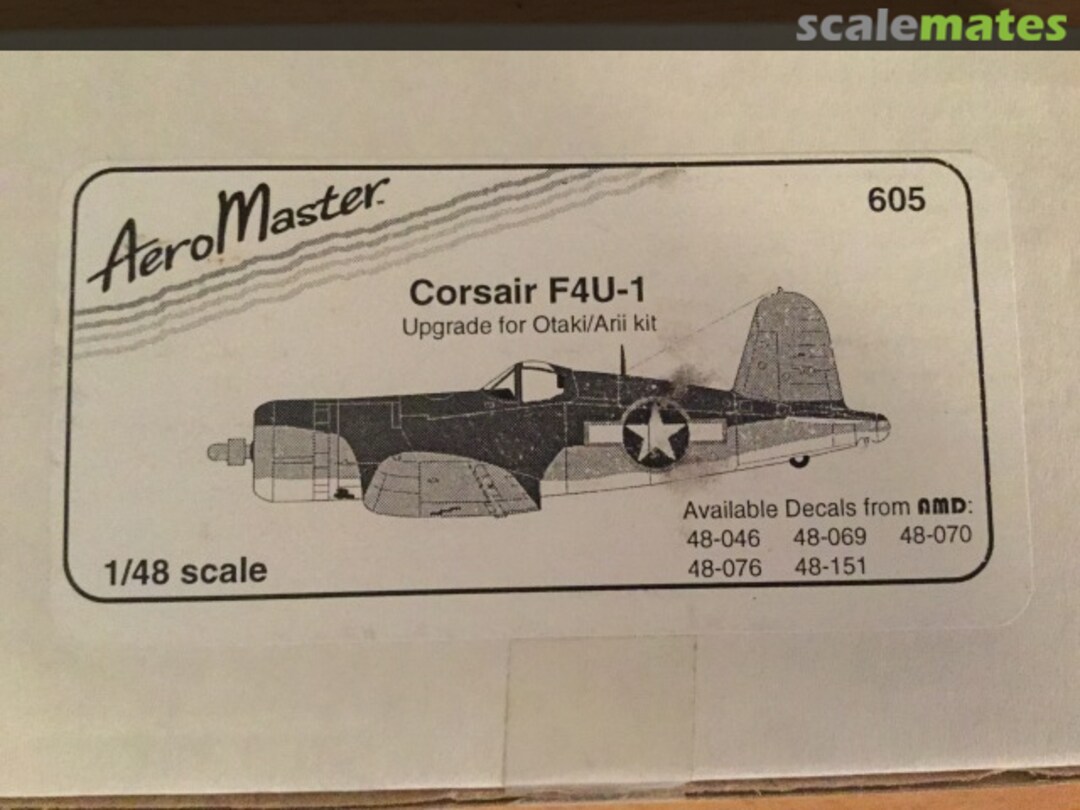 scalemates
AeroMaster™
605
Corsair F4U-1
Upgrade for Otaki/Arii kit
Available Decals from AMD:
48-046 48-069 48-070
48-076 48-151
1/48 scale